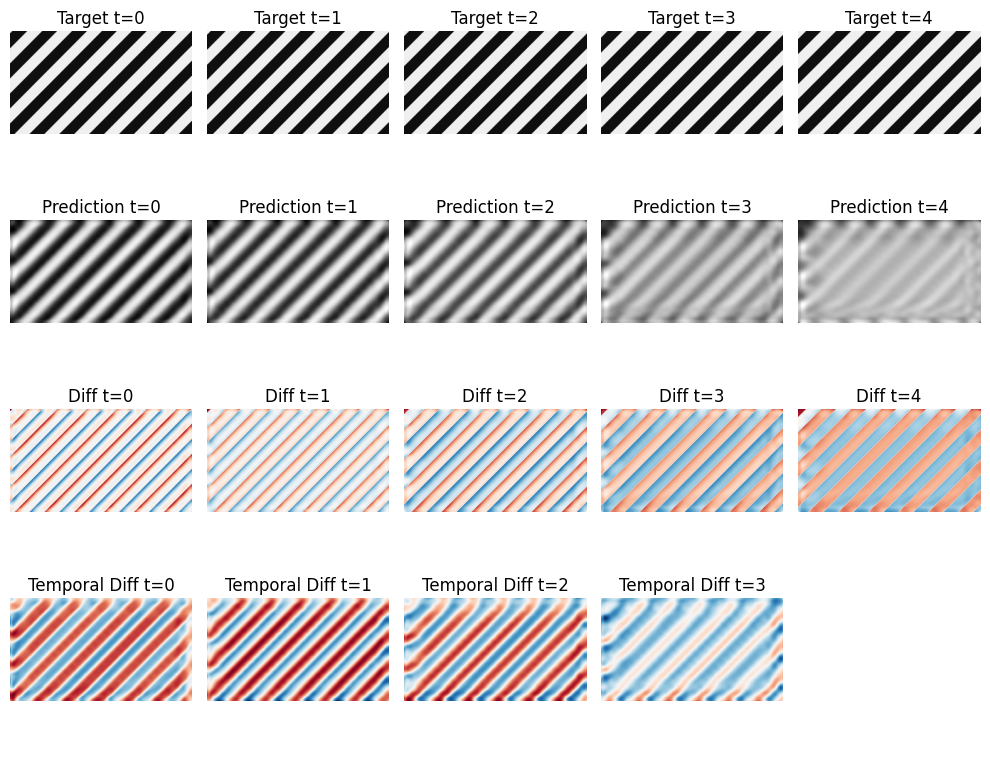 Target t=0 Target t=1 Target t=2 Target t=3 Target t=4
Prediction t=0 Prediction t=1 Prediction t=2 Prediction t=3 Prediction t=4
Diff t=0 Diff t=1 Diff t=2 Diff t=3 Diff t=4
Temporal Diff t=0 Temporal Diff t=1 Temporal Diff t=2 Temporal Diff t=3